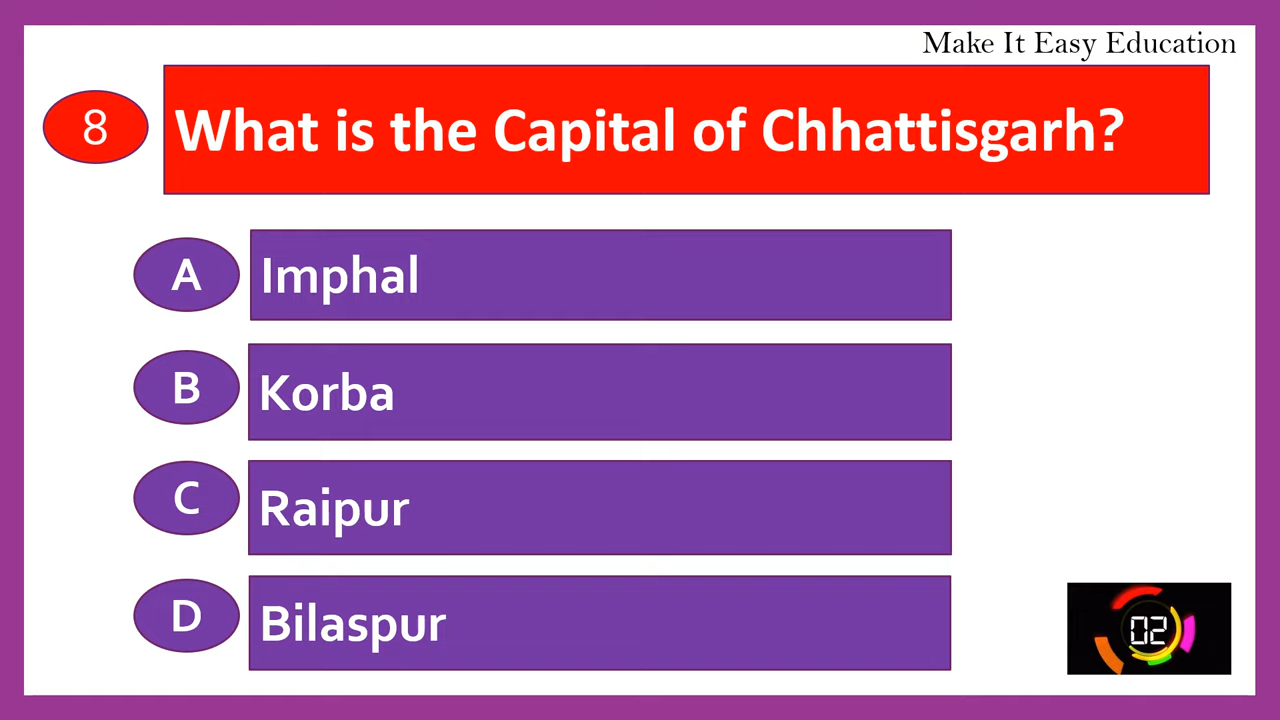 Make It Easy Education
8
What is the Capital of Chhattisgarh?
A
Imphal
B
Korba
C
Raipur
D
Bilaspur
02